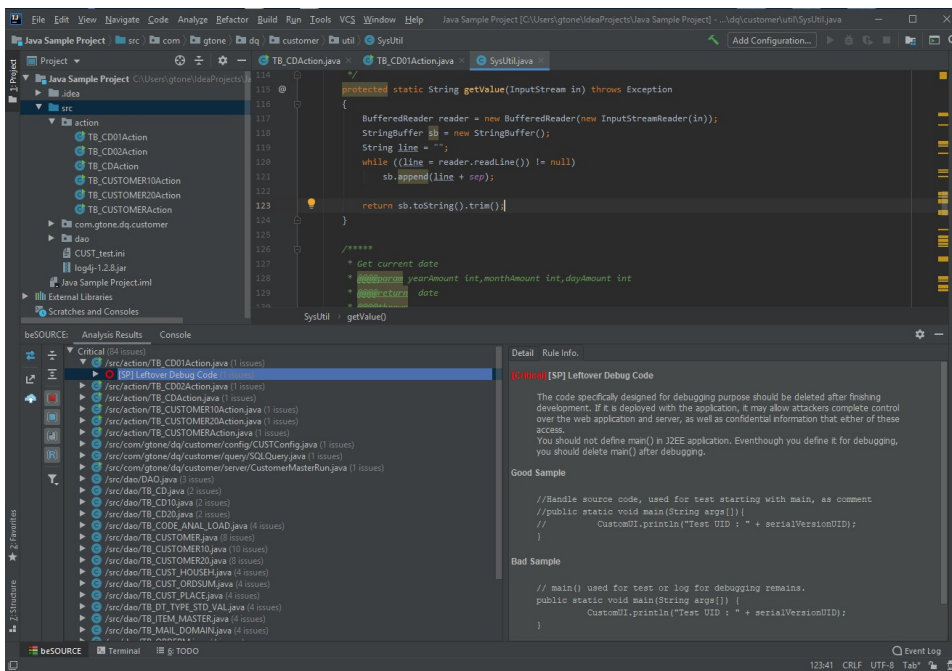 File Edit View Navigate Code Analyze Refactor Build Run Tools VCS Window Help Java Sample Project [C:\Users\gtone\IdeaProjects\Java Sample Project] - ...\dq\customer\util\SysUtil.java
Java Sample Project src com gtone dq customer util SysUtil Add Configuration...
1: Project
Project
TB_CDAction.java TB_CD01Action.java SysUtil.java
Java Sample Project C:\Users\gtone\IdeaProjects\Ja
.idea
src
action
TB_CD01Action
TB_CD02Action
TB_CDAction
TB_CUSTOMER10Action
TB_CUSTOMER20Action
TB_CUSTOMERAction
com.gtone.dq.customer
dao
CUST_test.ini
log4j-1.2.8.jar
Java Sample Project.iml
External Libraries
Scratches and Consoles
114 */
115 @ protected static String getValue(InputStream in) throws Exception
116 {
117 BufferedReader reader = new BufferedReader(new InputStreamReader(in));
118 StringBuffer sb = new StringBuffer();
119 String line = "";
120 while ((line = reader.readLine()) != null)
121 sb.append(line + sep);
122
123 return sb.toString().trim();
124 }
125
126 /*****
127 * Get current date
128 * @@@@param yearAmount int,monthAmount int,dayAmount int
129 * @@@@return date
SysUtil getValue()
beSOURCE: Analysis Results Console
Critical (84 issues)
/src/action/TB_CD01Action.java (1 issues)
[SP] Leftover Debug Code (1 issues)
/src/action/TB_CD02Action.java (1 issues)
/src/action/TB_CDAction.java (1 issues)
/src/action/TB_CUSTOMER10Action.java (1 issues)
/src/action/TB_CUSTOMER20Action.java (1 issues)
/src/action/TB_CUSTOMERAction.java (1 issues)
/src/com/gtone/dq/customer/config/CUSTConfig.java (1 issues)
/src/com/gtone/dq/customer/query/SQLQuery.java (1 issues)
/src/com/gtone/dq/customer/server/CustomerMasterRun.java (1 issues)
/src/dao/DAO.java (3 issues)
/src/dao/TB_CD.java (2 issues)
/src/dao/TB_CD10.java (2 issues)
/src/dao/TB_CD20.java (2 issues)
/src/dao/TB_CODE_ANAL_LOAD.java (4 issues)
/src/dao/TB_CUSTOMER.java (8 issues)
/src/dao/TB_CUSTOMER10.java (10 issues)
/src/dao/TB_CUSTOMER20.java (8 issues)
/src/dao/TB_CUST_HOUSEH.java (4 issues)
/src/dao/TB_CUST_ORDSUM.java (4 issues)
/src/dao/TB_CUST_PLACE.java (4 issues)
/src/dao/TB_DT_TYPE_STD_VAL.java (4 issues)
/src/dao/TB_ITEM_MASTER.java (4 issues)
/src/dao/TB_MAIL_DOMAIN.java (4 issues)
Detail Rule Info.
[Critical] [SP] Leftover Debug Code
The code specifically designed for debugging purpose should be deleted after finishing
development. If it is deployed with the application, it may allow attackers complete control
over the web application and server, as well as confidential information that either of these
access.
You should not define main() in J2EE application. Eventhough you define it for debugging,
you should delete main() after debugging.
Good Sample
//Handle source code, used for test starting with main, as comment
//public static void main(String args[]){
// CustomUI.println("Test UID : " + serialVersionUID);
}
Bad Sample
// main() used for test or log for debugging remains.
public static void main(String args[]) {
CustomUI.println("Test UID : " + serialVersionUID);
}
2: Favorites
7: Structure
beSOURCE Terminal 6: TODO Event Log
123:41 CRLF UTF-8 Tab*